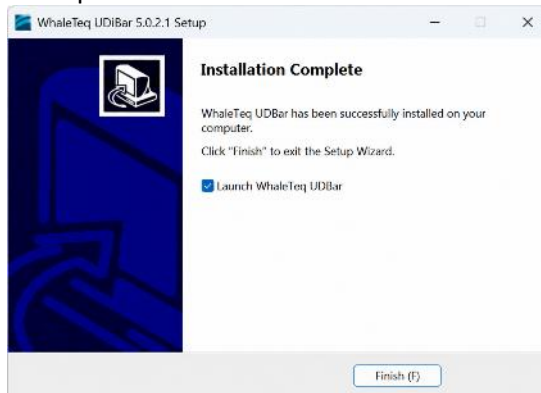 WhaleTeq UDiBar 5.0.2.1 Setup
Installation Complete
WhaleTeq UDBar has been successfully installed on your
computer.
Click "Finish" to exit the Setup Wizard.
Launch WhaleTeq UDBar
Finish (F)